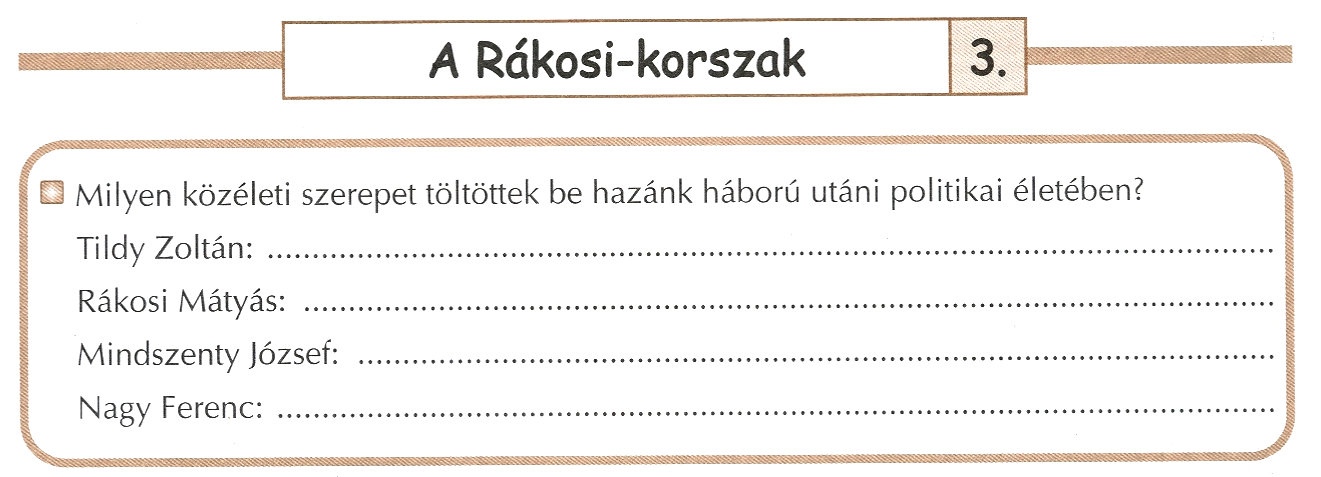 A Rákosi-korszak 3.
Milyen közéleti szerepet töltöttek be hazánk háború utáni politikai életében?
Tildy Zoltán: ................................................................................
Rákosi Mátyás: ................................................................................
Mindszenty József: ................................................................................
Nagy Ferenc: ................................................................................